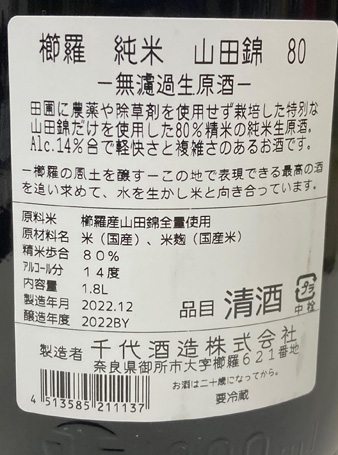 櫛羅 純米 山田錦 80
―無濾過生原酒―
田圃に農薬や除草剤を使用せず栽培した特別な
山田錦だけを使用した80%精米の純米生原酒。
Alc.14%台で軽快さと複雑さのあるお酒です。
―櫛羅の風土を醸す―この地で表現できる最高の酒
を追い求めて、水を生かし米と向き合っています。
原料米 櫛羅産山田錦全量使用
原材料名 米（国産）、米麹（国産米）
精米歩合 80%
アルコール分 14度
内容量 1.8L
製造年月 2022.12
醸造年度 2022BY
品目 清酒
プラ
中栓
製造者 千代酒造株式会社
奈良県御所市大字櫛羅621番地
お酒は二十歳になってから。
要冷蔵
4 513585 211137